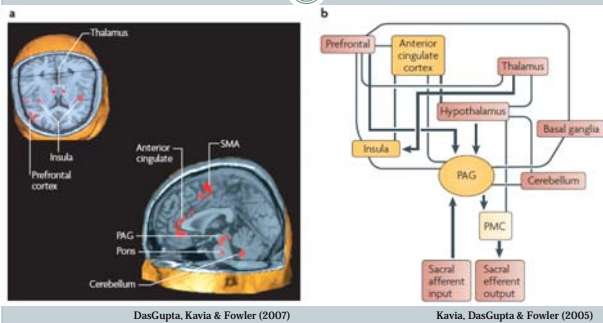 a
Thalamus
Insula
Prefrontal
cortex
Anterior
cingulate
SMA
PAG
Pons
Cerebellum
b
Prefrontal
Anterior
cingulate
cortex
Thalamus
Hypothalamus
Basal ganglia
Insula
PAG
Cerebellum
PMC
Sacral
afferent
input
Sacral
efferent
output
DasGupta, Kavia & Fowler (2007)
Kavia, DasGupta & Fowler (2005)